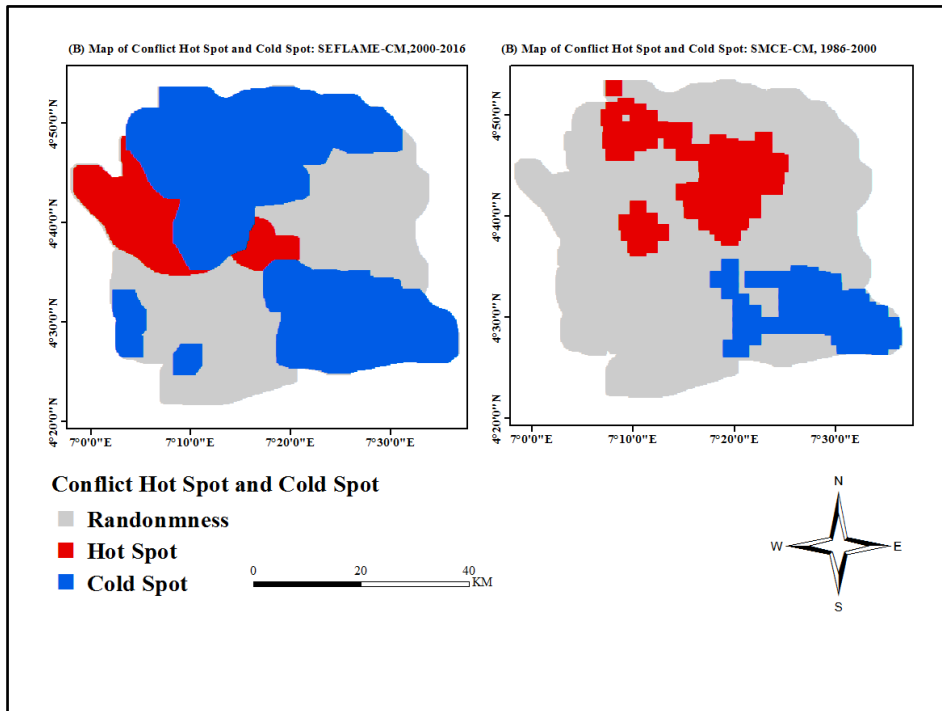 (B) Map of Conflict Hot Spot and Cold Spot: SEFLAME-CM,2000-2016
(B) Map of Conflict Hot Spot and Cold Spot: SMCE-CM, 1986-2000
4°50'0"N
4°40'0"N
4°30'0"N
4°20'0"N
7°0'0"E
7°10'0"E
7°20'0"E
7°30'0"E
4°50'0"N
4°40'0"N
4°30'0"N
4°20'0"N
7°0'0"E
7°10'0"E
7°20'0"E
7°30'0"E
Conflict Hot Spot and Cold Spot
Randonmness
Hot Spot
Cold Spot
0 20 40
KM
N
W E
S